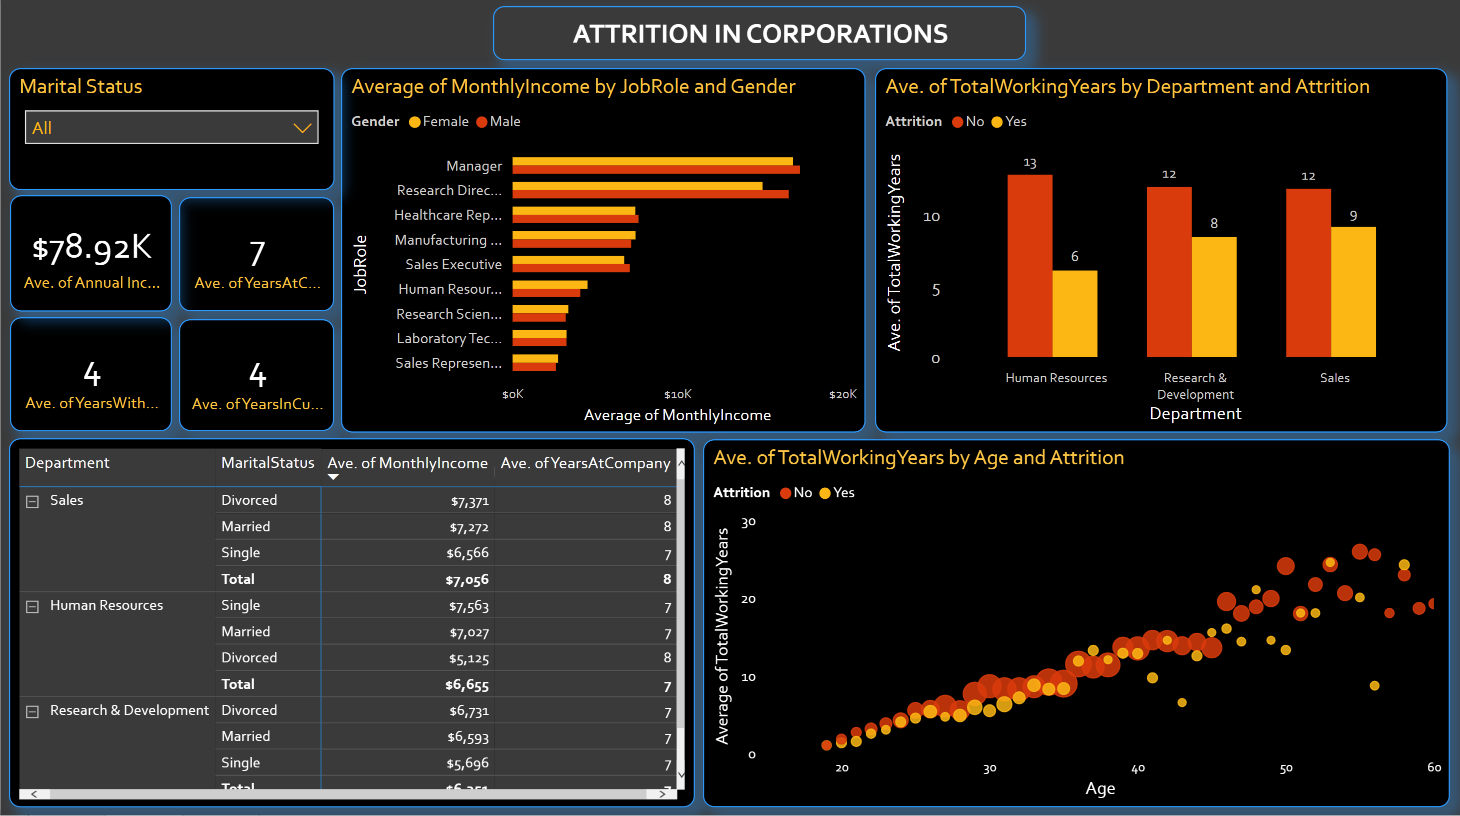 ATTRITION IN CORPORATIONS
Marital Status
All
$78.92K
Ave. of Annual Inc...
7
Ave. of YearsAtC...
4
Ave. of YearsWith...
4
Ave. of YearsInCu...
Average of MonthlyIncome by JobRole and Gender
Gender Female Male
JobRole
Manager
Research Direc...
Healthcare Rep...
Manufacturing ...
Sales Executive
Human Resour...
Research Scien...
Laboratory Tec...
Sales Represen...
$0K $10K $20K
Average of MonthlyIncome
Ave. of TotalWorkingYears by Department and Attrition
Attrition No Yes
Ave. of TotalWorkingYears
10
5
0
13
6
12
8
12
9
Human Resources
Research &
Development
Sales
Department
Department MaritalStatus Ave. of MonthlyIncome Ave. of YearsAtCompany
Sales Divorced $7,371 8
Married $7,272 8
Single $6,566 7
Total $7,056 8
Human Resources Single $7,563 7
Married $7,027 7
Divorced $5,125 8
Total $6,655 7
Research & Development Divorced $6,731 7
Married $6,593 7
Single $5,696 7
Total $6,351 7
Ave. of TotalWorkingYears by Age and Attrition
Attrition No Yes
Average of TotalWorkingYears
30
20
10
0
20 30 40 50 60
Age